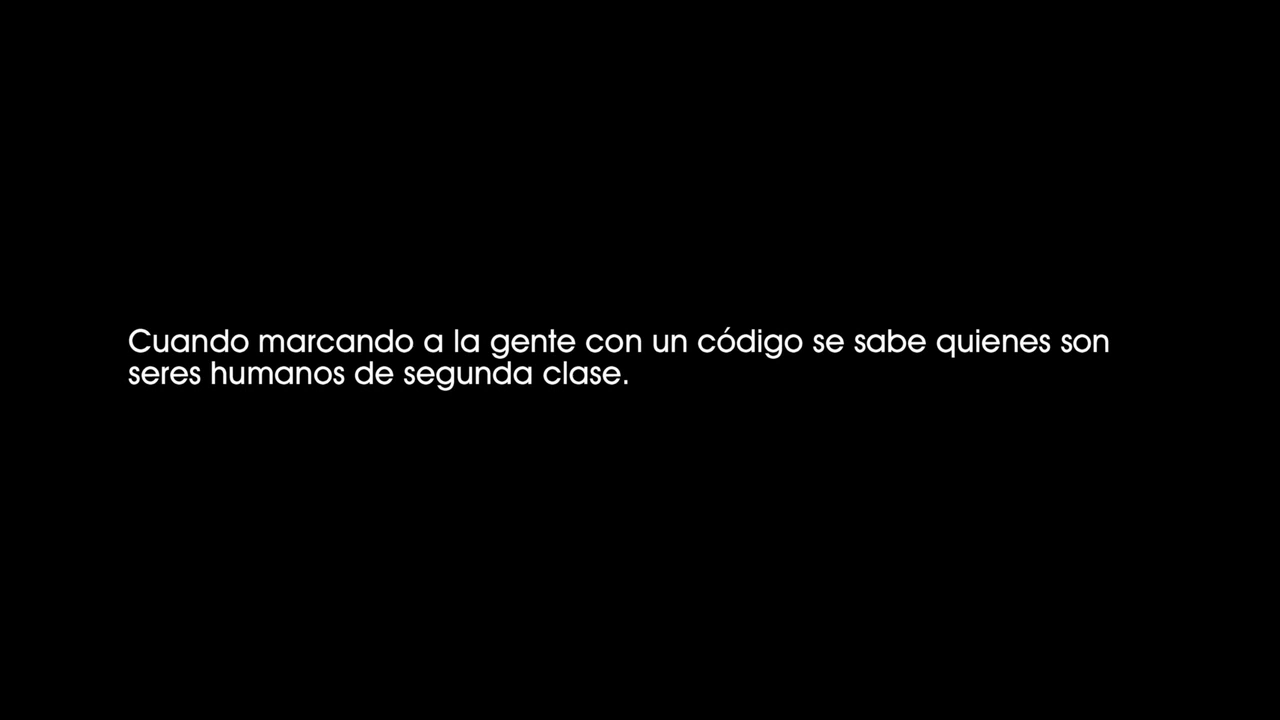 Cuando marcando a la gente con un código se sabe quienes son
seres humanos de segunda clase.